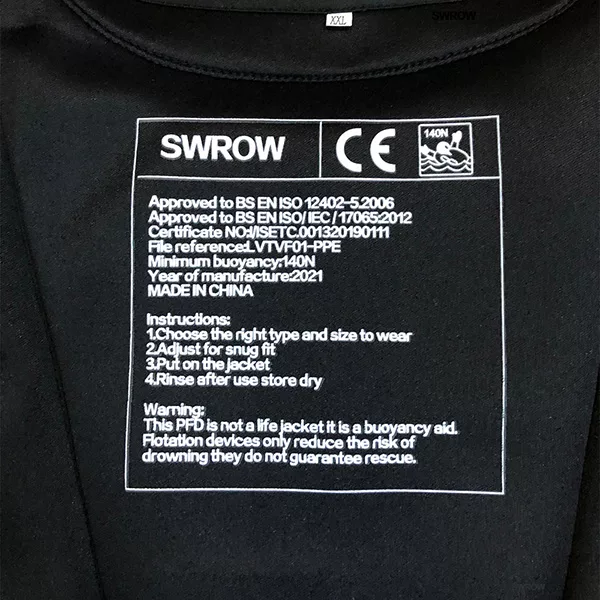 XXL
SWROW
SWROW
CE
140N
Approved to BS EN ISO 12402-5.2006
Approved to BS EN ISO/ IEC / 17065:2012
Certificate NO:I/ISETC.001320190111
File reference:LVTVF01-PPE
Minimum buoyancy:140N
Year of manufacture:2021
MADE IN CHINA
Instructions:
1.Choose the right type and size to wear
2.Adjust for snug fit
3.Put on the jacket
4.Rinse after use store dry
Warning:
This PFD is not a life jacket it is a buoyancy aid.
Flotation devices only reduce the risk of
drowning they do not guarantee rescue.
SWROW